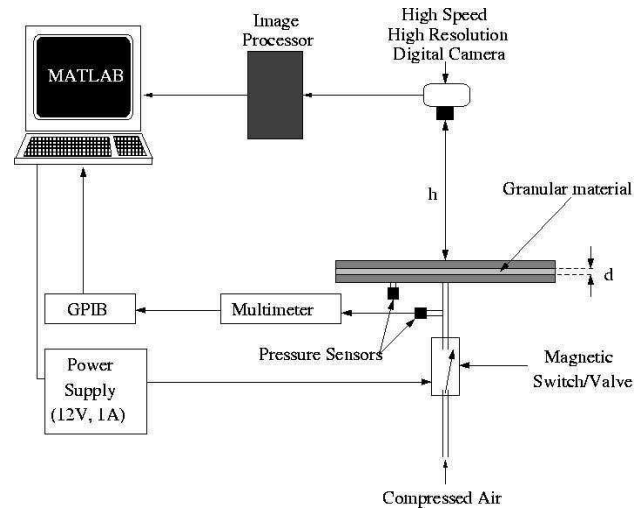 High Speed
High Resolution
Digital Camera
Image
Processor
MATLAB
h
Granular material
d
GPIB
Multimeter
Pressure Sensors
Power
Supply
(12V, 1A)
Magnetic
Switch/Valve
Compressed Air